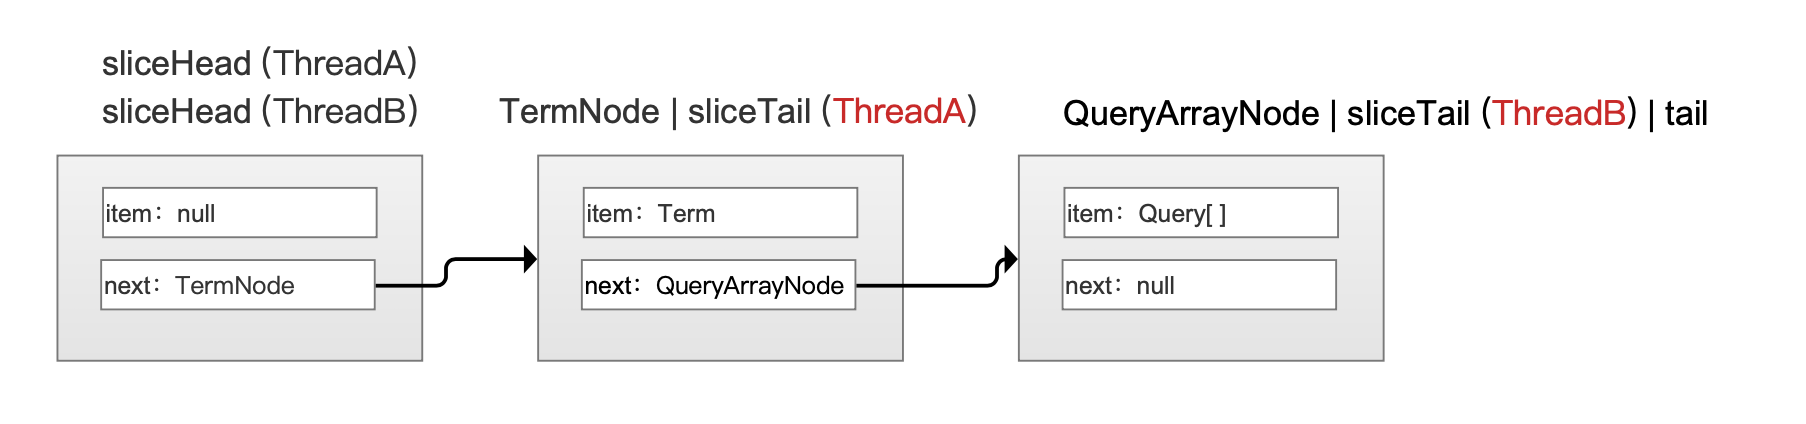 sliceHead (ThreadA)
sliceHead (ThreadB)
TermNode | sliceTail (ThreadA)
QueryArrayNode | sliceTail (ThreadB) | tail
item：null
next：TermNode
item：Term
next：QueryArrayNode
item：Query[ ]
next：null